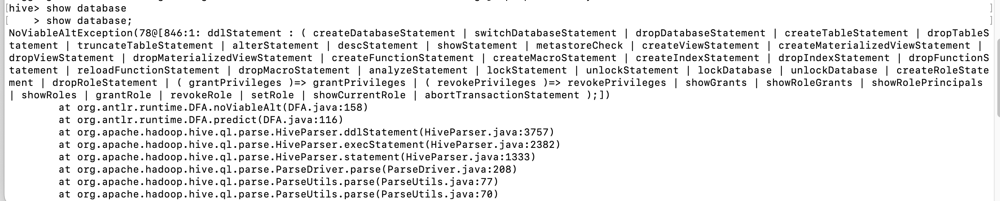 [hive> show database ]
[    > show database; ]
NoViableAltException(78@[846:1: ddlStatement : ( createDatabaseStatement | switchDatabaseStatement | dropDatabaseStatement | createTableStatement | dropTableS
tatement | truncateTableStatement | alterStatement | descStatement | showStatement | metastoreCheck | createViewStatement | createMaterializedViewStatement |
dropViewStatement | dropMaterializedViewStatement | createFunctionStatement | createMacroStatement | createIndexStatement | dropIndexStatement | dropFunctionS
tatement | reloadFunctionStatement | dropMacroStatement | analyzeStatement | lockStatement | unlockStatement | lockDatabase | unlockDatabase | createRoleState
ment | dropRoleStatement | ( grantPrivileges )=> grantPrivileges | ( revokePrivileges )=> revokePrivileges | showGrants | showRoleGrants | showRolePrincipals
| showRoles | grantRole | revokeRole | setRole | showCurrentRole | abortTransactionStatement );])
        at org.antlr.runtime.DFA.noViableAlt(DFA.java:158)
        at org.antlr.runtime.DFA.predict(DFA.java:116)
        at org.apache.hadoop.hive.ql.parse.HiveParser.ddlStatement(HiveParser.java:3757)
        at org.apache.hadoop.hive.ql.parse.HiveParser.execStatement(HiveParser.java:2382)
        at org.apache.hadoop.hive.ql.parse.HiveParser.statement(HiveParser.java:1333)
        at org.apache.hadoop.hive.ql.parse.ParseDriver.parse(ParseDriver.java:208)
        at org.apache.hadoop.hive.ql.parse.ParseUtils.parse(ParseUtils.java:77)
        at org.apache.hadoop.hive.ql.parse.ParseUtils.parse(ParseUtils.java:70)